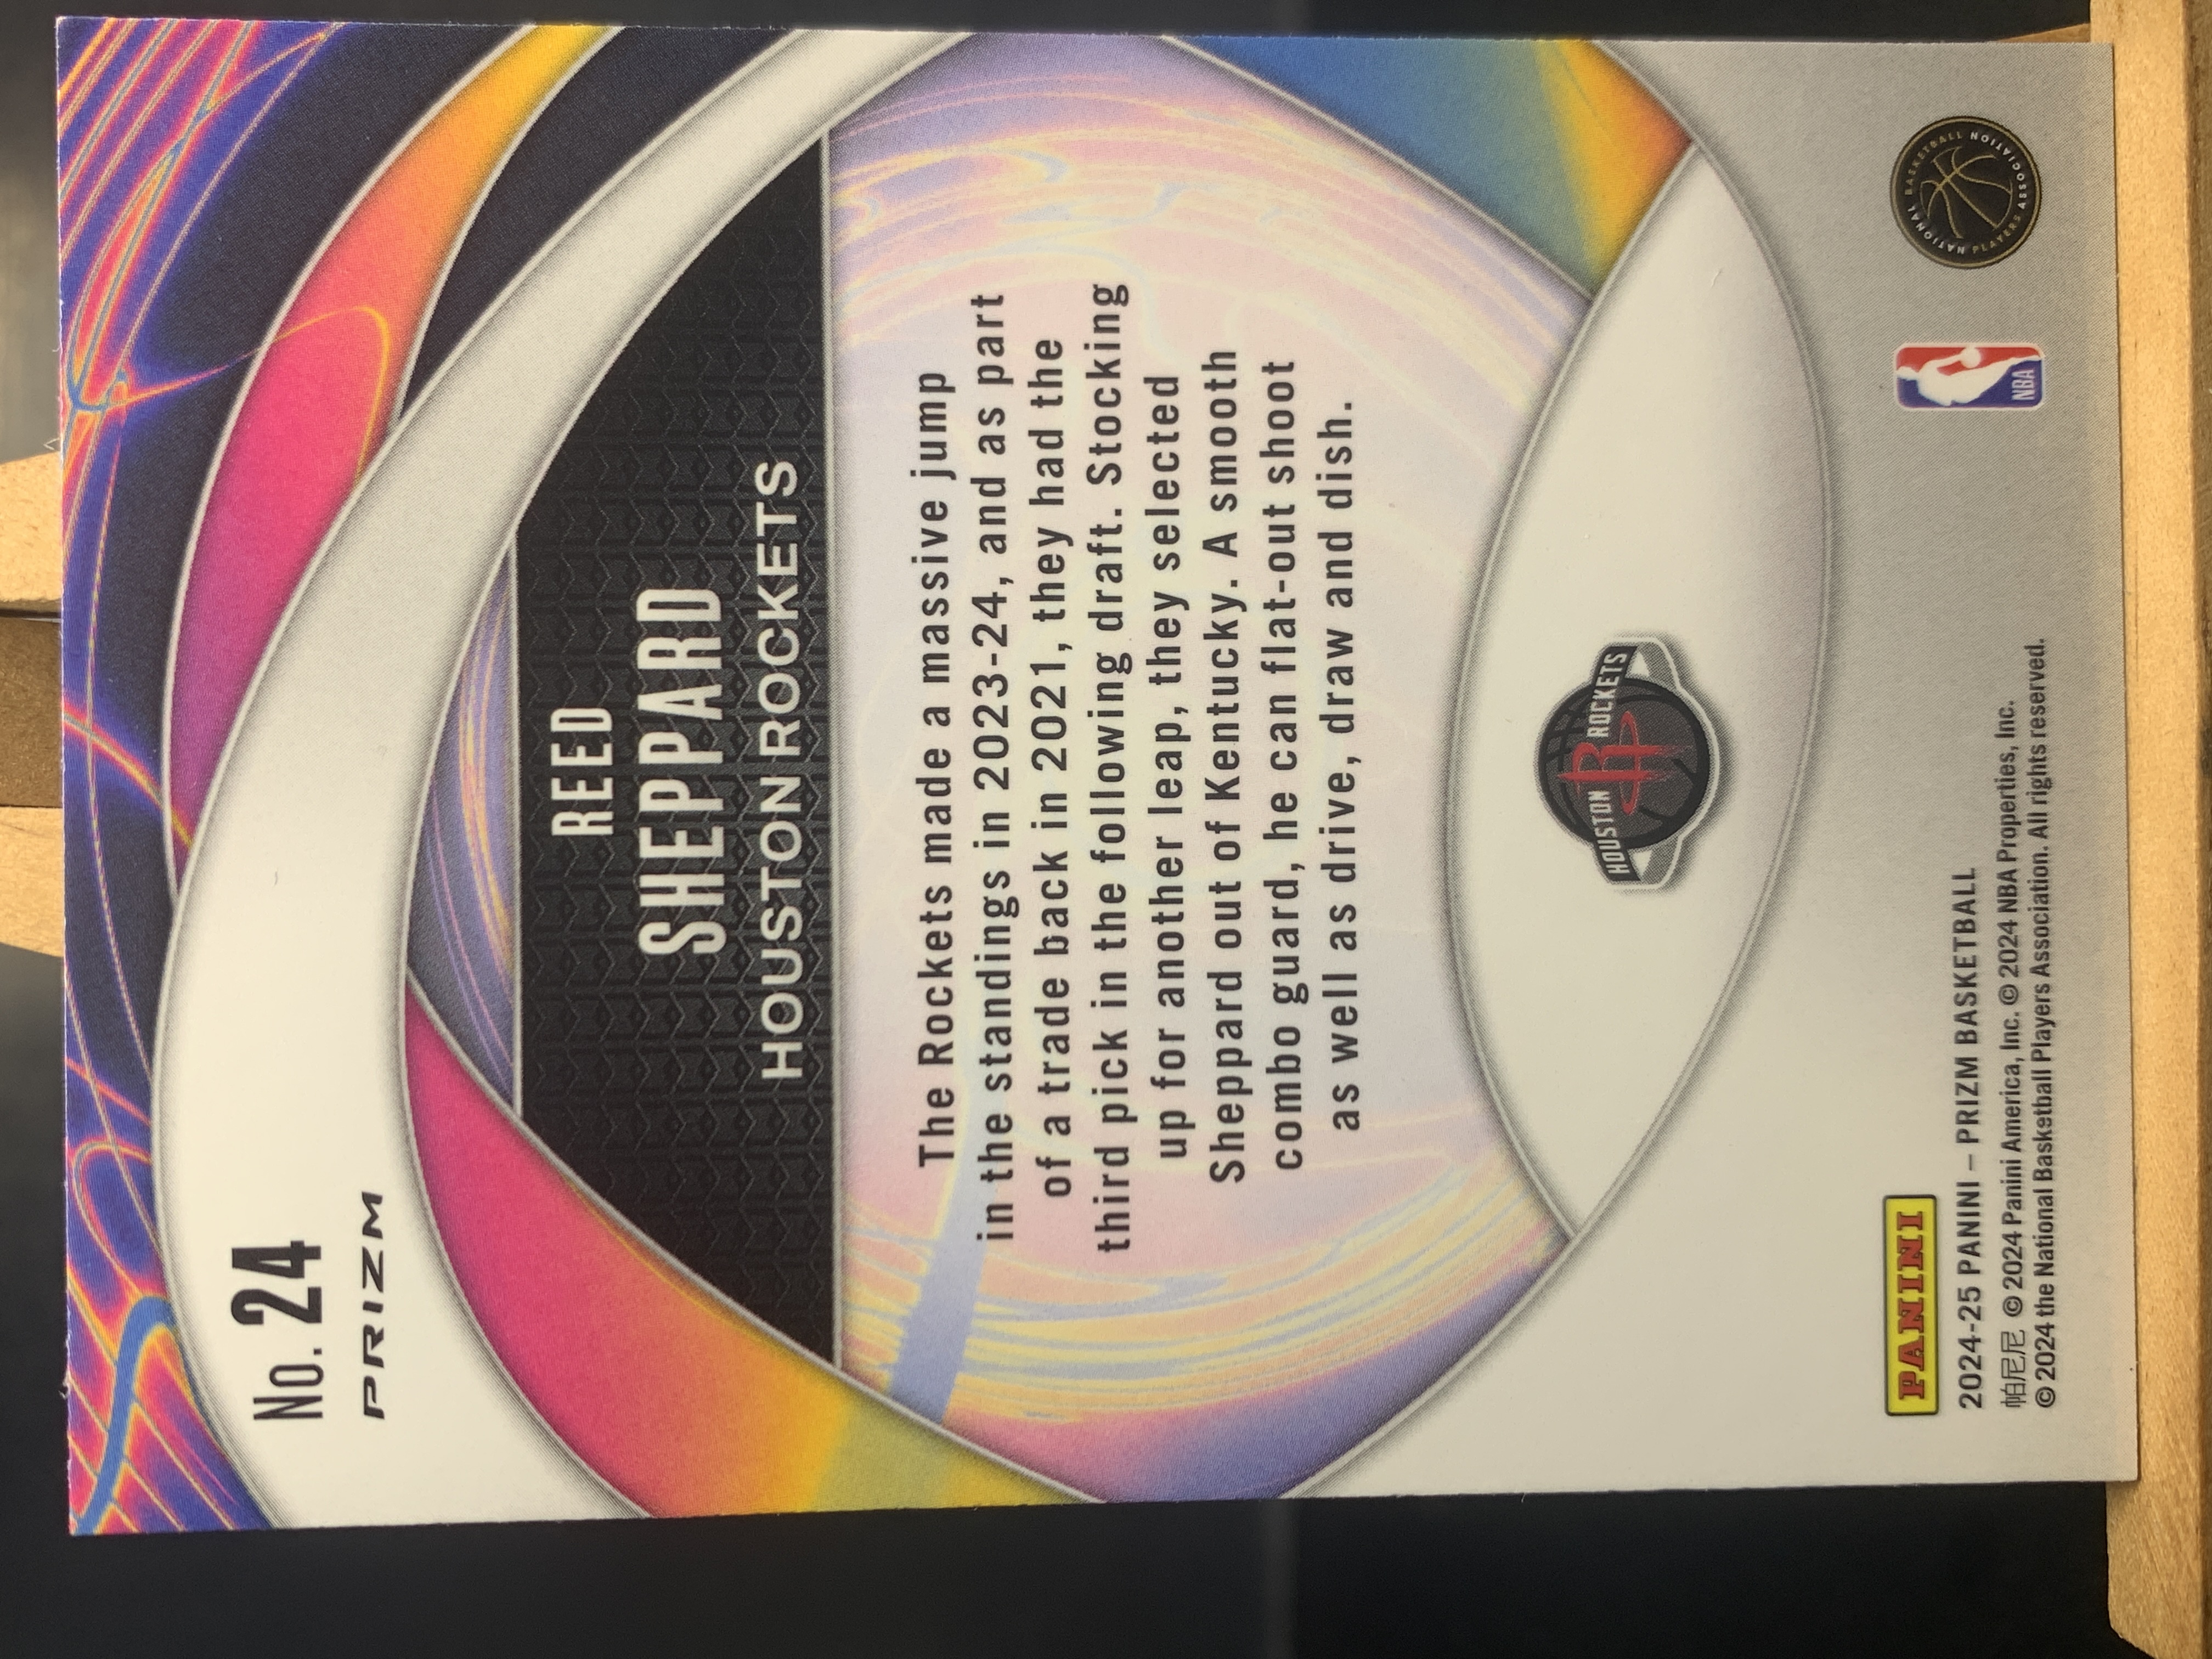 No. 24
PRIZM
REED
SHEPPARD
HOUSTON ROCKETS
The Rockets made a massive jump
in the standings in 2023-24, and as part
of a trade back in 2021, they had the
third pick in the following draft. Stocking
up for another leap, they selected
Sheppard out of Kentucky. A smooth
combo guard, he can flat-out shoot
as well as drive, draw and dish.
HOUSTON ROCKETS
R
PANINI
NBA
NATIONAL BASKETBALL PLAYERS ASSOCIATION
2024-25 PANINI – PRIZM BASKETBALL
帕尼尼 © 2024 Panini America, Inc. © 2024 NBA Properties, Inc.
© 2024 the National Basketball Players Association. All rights reserved.